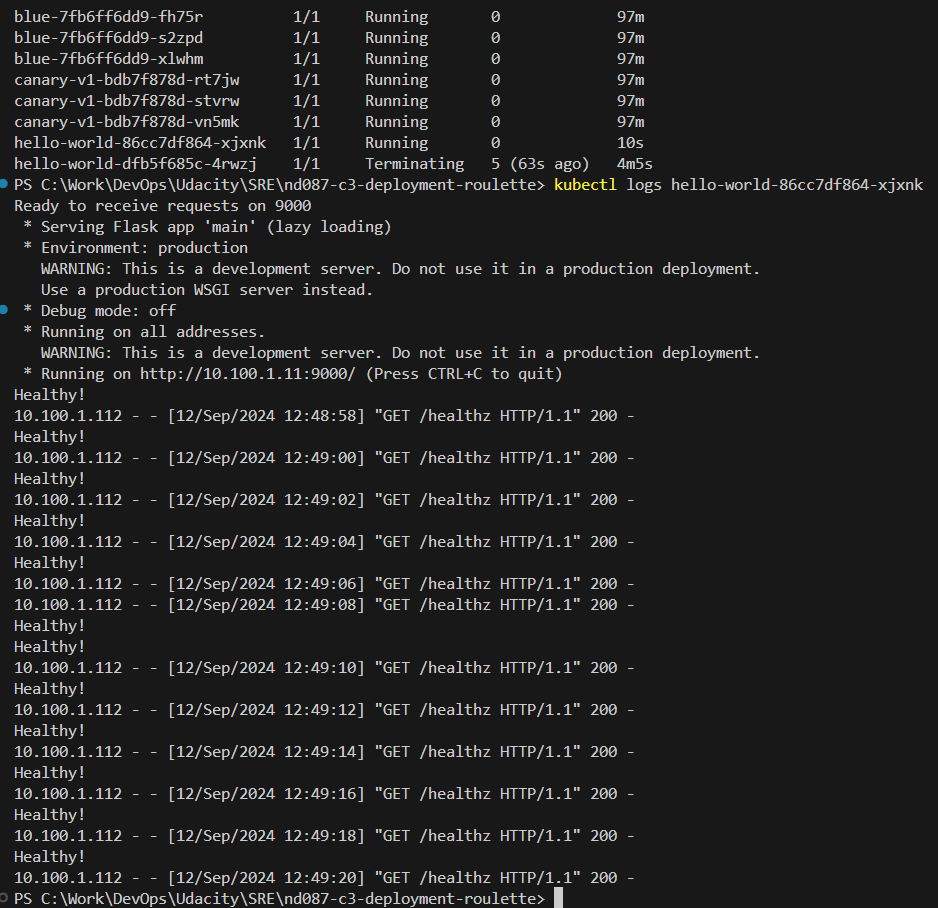 blue-7fb6ff6dd9-fh75r 1/1 Running 0 97m
blue-7fb6ff6dd9-s2zpd 1/1 Running 0 97m
blue-7fb6ff6dd9-xlwhm 1/1 Running 0 97m
canary-v1-bdb7f878d-rt7jw 1/1 Running 0 97m
canary-v1-bdb7f878d-stvrw 1/1 Running 0 97m
canary-v1-bdb7f878d-vn5mk 1/1 Running 0 97m
hello-world-86cc7df864-xjxnk 1/1 Running 0 10s
hello-world-dfb5f685c-4rwzj 1/1 Terminating 5 (63s ago) 4m5s
PS C:\Work\DevOps\Udacity\SRE\nd087-c3-deployment-roulette> kubectl logs hello-world-86cc7df864-xjxnk
Ready to receive requests on 9000
* Serving Flask app 'main' (lazy loading)
* Environment: production
WARNING: This is a development server. Do not use it in a production deployment.
Use a production WSGI server instead.
* Debug mode: off
* Running on all addresses.
WARNING: This is a development server. Do not use it in a production deployment.
* Running on http://10.100.1.11:9000/ (Press CTRL+C to quit)
Healthy!
10.100.1.112 - - [12/Sep/2024 12:48:58] "GET /healthz HTTP/1.1" 200 -
Healthy!
10.100.1.112 - - [12/Sep/2024 12:49:00] "GET /healthz HTTP/1.1" 200 -
Healthy!
10.100.1.112 - - [12/Sep/2024 12:49:02] "GET /healthz HTTP/1.1" 200 -
Healthy!
10.100.1.112 - - [12/Sep/2024 12:49:04] "GET /healthz HTTP/1.1" 200 -
Healthy!
10.100.1.112 - - [12/Sep/2024 12:49:06] "GET /healthz HTTP/1.1" 200 -
10.100.1.112 - - [12/Sep/2024 12:49:08] "GET /healthz HTTP/1.1" 200 -
Healthy!
Healthy!
10.100.1.112 - - [12/Sep/2024 12:49:10] "GET /healthz HTTP/1.1" 200 -
Healthy!
10.100.1.112 - - [12/Sep/2024 12:49:12] "GET /healthz HTTP/1.1" 200 -
Healthy!
10.100.1.112 - - [12/Sep/2024 12:49:14] "GET /healthz HTTP/1.1" 200 -
Healthy!
10.100.1.112 - - [12/Sep/2024 12:49:16] "GET /healthz HTTP/1.1" 200 -
Healthy!
10.100.1.112 - - [12/Sep/2024 12:49:18] "GET /healthz HTTP/1.1" 200 -
Healthy!
10.100.1.112 - - [12/Sep/2024 12:49:20] "GET /healthz HTTP/1.1" 200 -
PS C:\Work\DevOps\Udacity\SRE\nd087-c3-deployment-roulette>